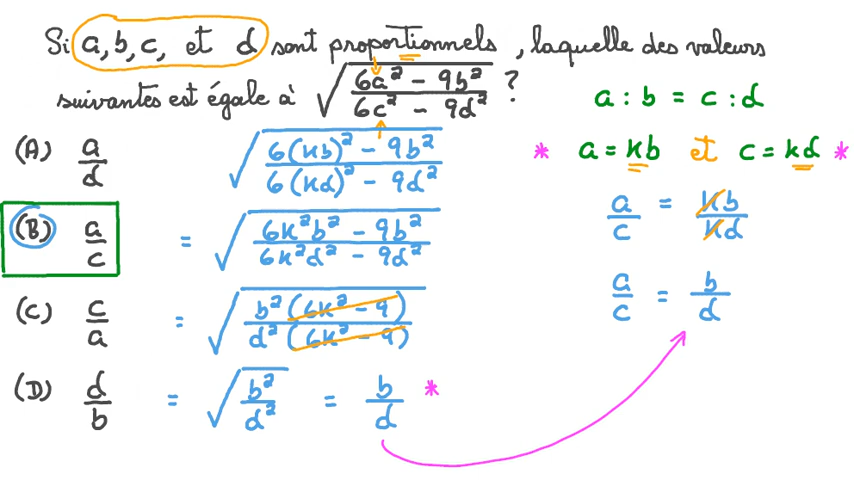 Si a, b, c, et d sont proportionnels, laquelle des valeurs
suivantes est égale à √((6a² - 9b²)/(6c² - 9d²)) ?
a : b = c : d
* a = kb et c = kd *
(A) a/d
(B) a/c
(C) c/a
(D) d/b
√((6(kb)² - 9b²)/(6(kd)² - 9d²))
= √((6k²b² - 9b²)/(6k²d² - 9d²))
= √((b²(6k² - 9))/(d²(6k² - 9)))
= √(b²/d²) = b/d *
a/c = kb/kd
a/c = b/d